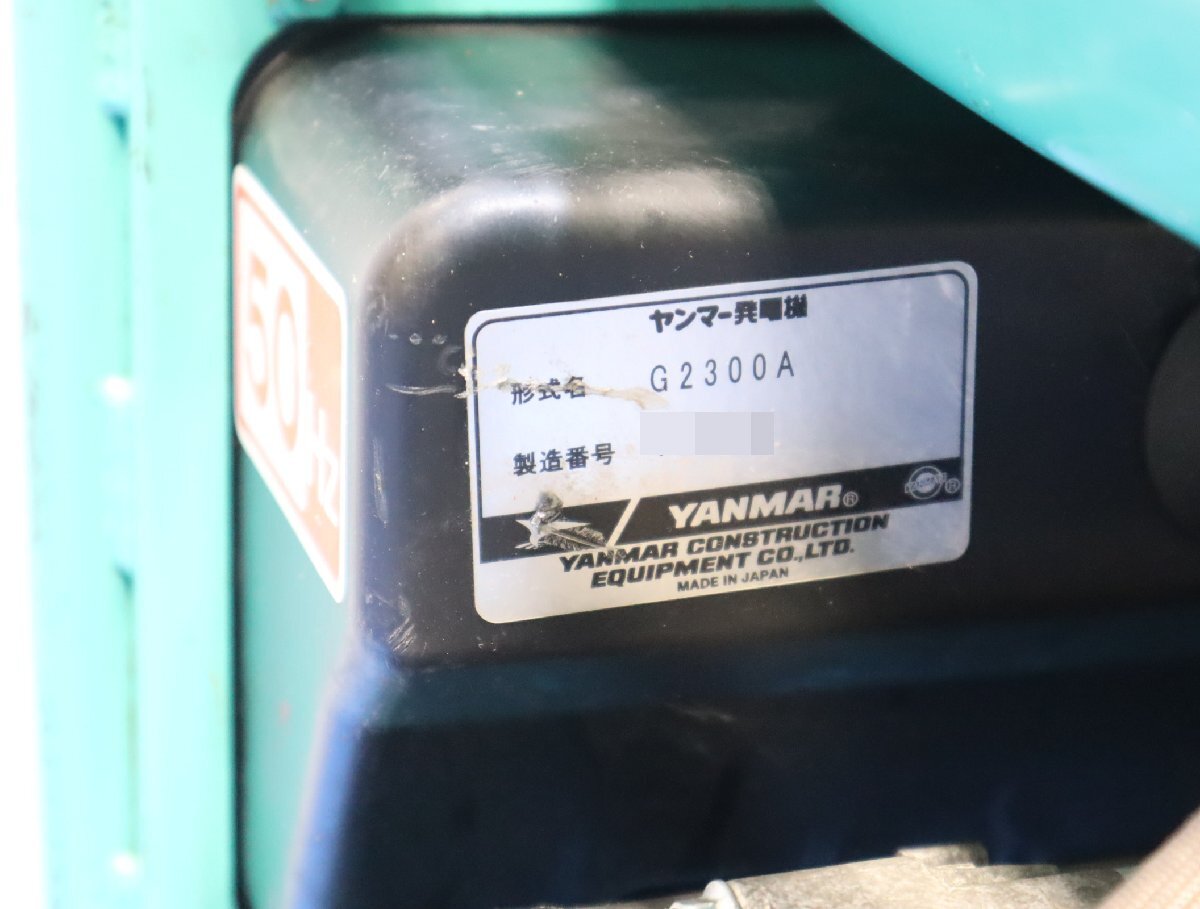 50Hz
ヤンマー発電機
形式名 G2300A
製造番号
YANMAR®
YANMAR CONSTRUCTION
EQUIPMENT CO.,LTD.
MADE IN JAPAN